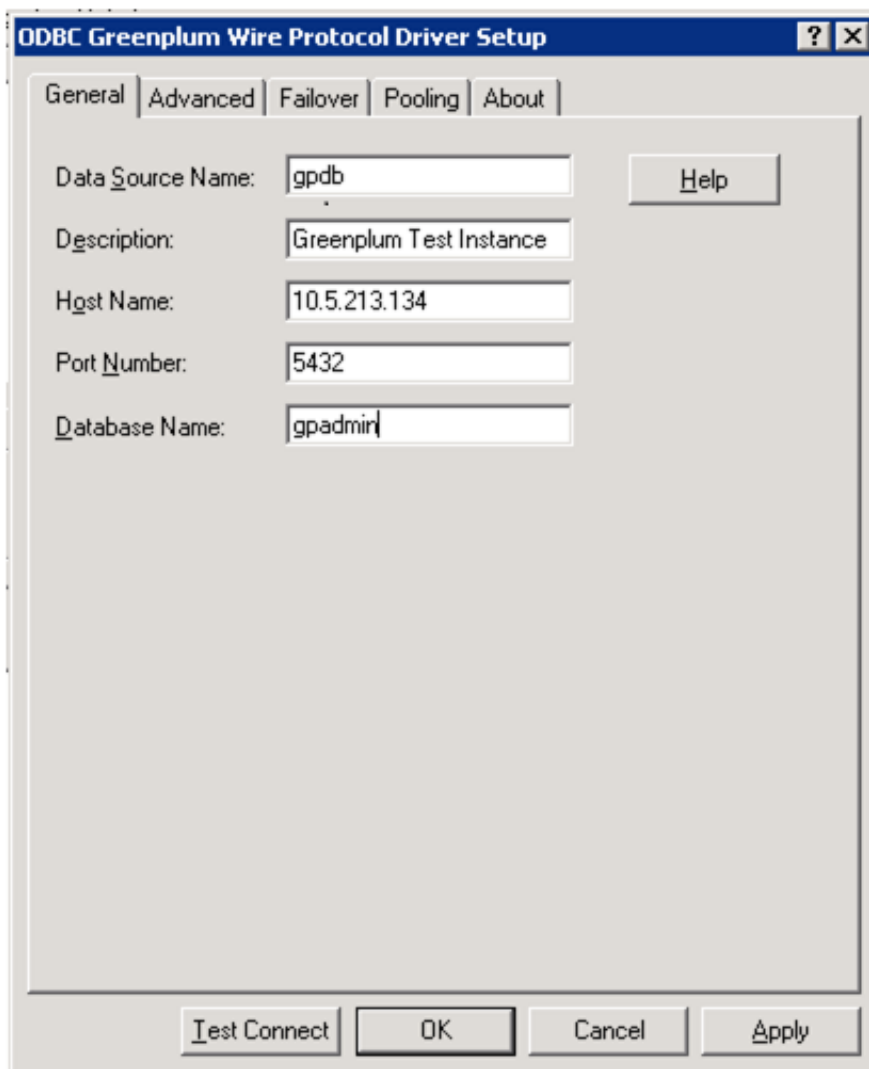 ODBC Greenplum Wire Protocol Driver Setup
General Advanced Failover Pooling About
Data Source Name: gpdb Help
Description: Greenplum Test Instance
Host Name: 10.5.213.134
Port Number: 5432
Database Name: gpadmin
Test Connect OK Cancel Apply